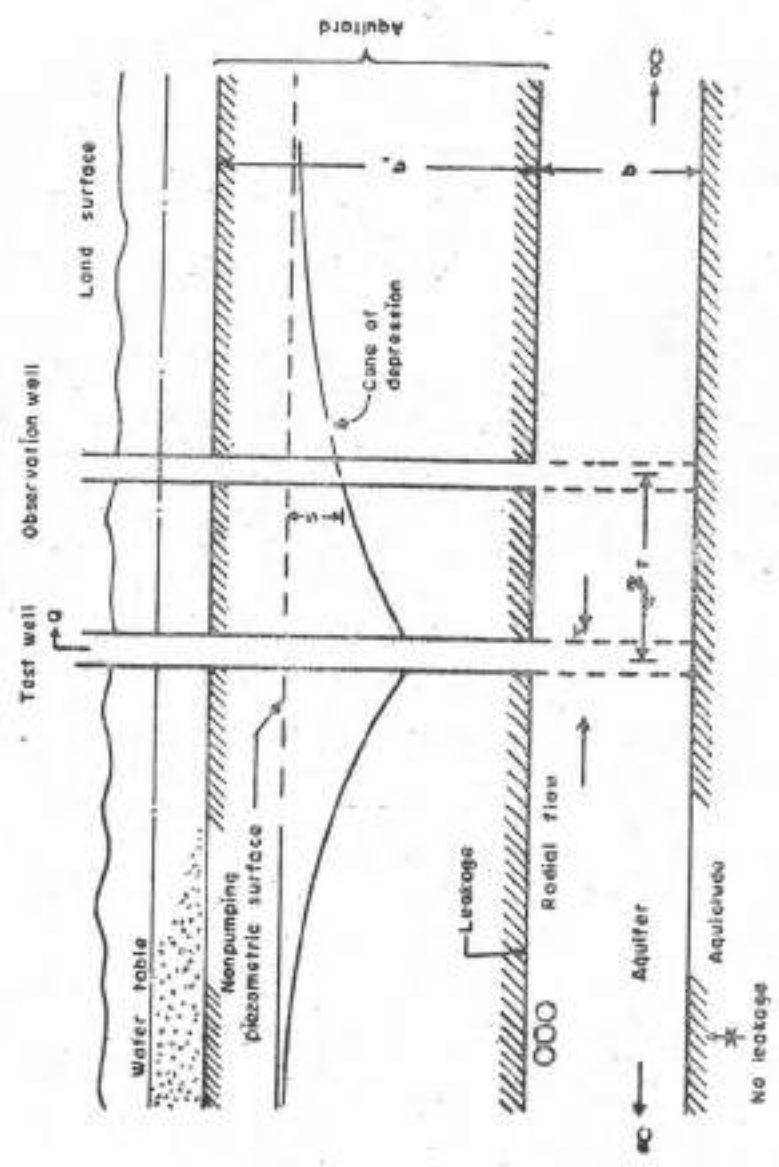 Test well
Observation well
Q
Land surface
Water table
Nonpumping
piezometric surface
Cone of
depression
s
Aquitard
b'
Leakage
Radial flow
r
b
Aquifer
Aquiclude
No leakage
∞
∞